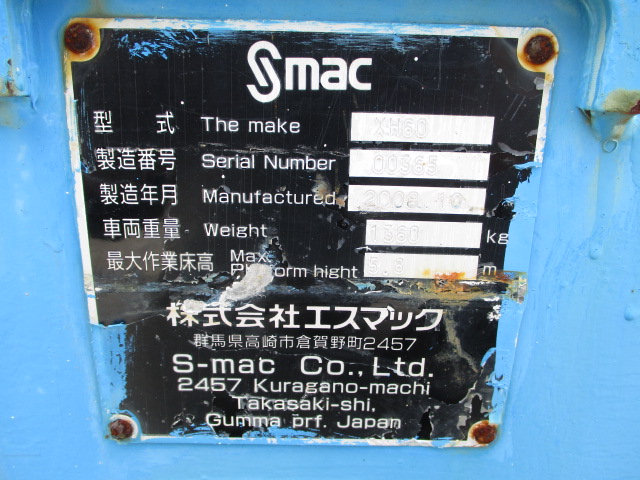 Smac
型 式 The make XH60
製造番号 Serial Number 00365
製造年月 Manufactured 2008.10
車両重量 Weight 1360 kg
最大作業床高 Max. Platform hight 5.8 m
株式会社エスマック
群馬県高崎市倉賀野町2457
S-mac Co.,Ltd.
2457 Kuragano-machi
Takasaki-shi,
Gumma prf. Japan